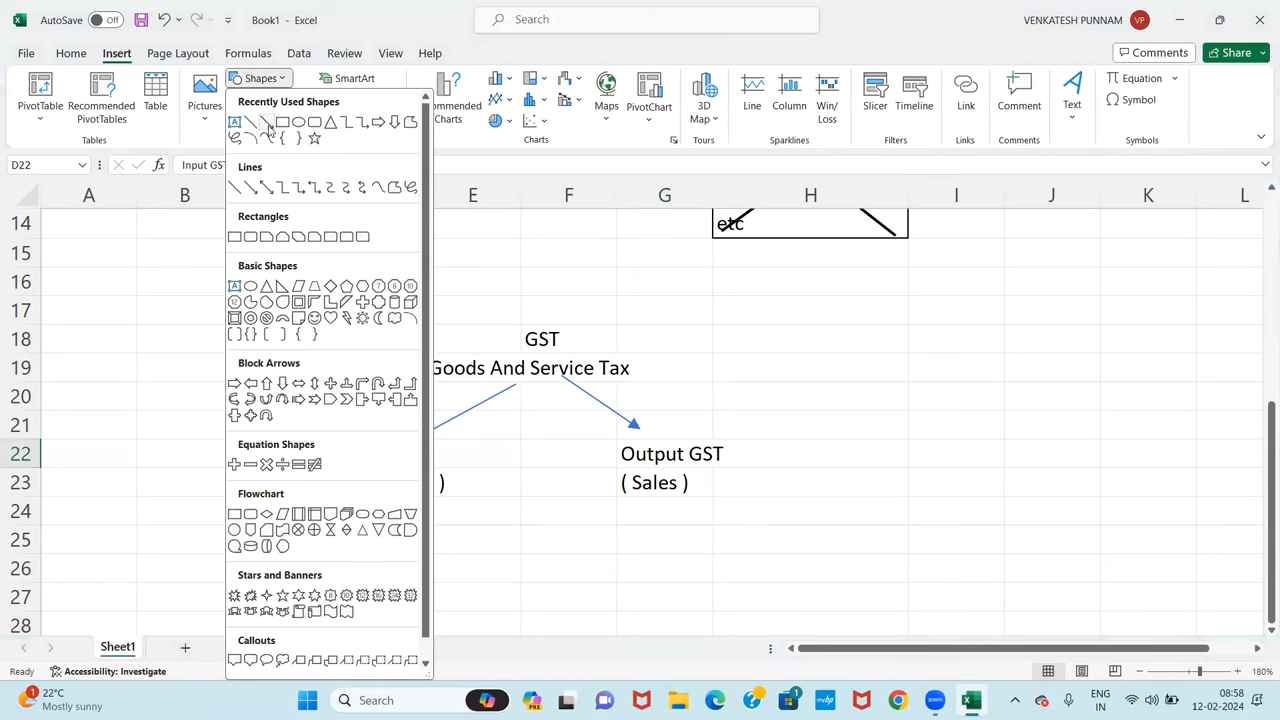 AutoSave Off Book1 - Excel Search VENKATESH PUNNAM VP
File Home Insert Page Layout Formulas Data Review View Help Comments Share
PivotTable Recommended PivotTables Table Pictures Shapes SmartArt ommended Charts Maps PivotChart 3D Map Line Column Win/Loss Slicer Timeline Link Comment Text Equation Symbol
Tables Charts Tours Sparklines Filters Links Comments
D22 fx Input GS
Recently Used Shapes
Lines
Rectangles
Basic Shapes
Block Arrows
Equation Shapes
Flowchart
Stars and Banners
Callouts
A B E F G H I J K L
14 etc
15
16
17
18 GST
19 Goods And Service Tax
20
21
22 Output GST
23 ) ( Sales )
24
25
26
27
28
Sheet1
Ready Accessibility: Investigate 180%
22°C
Mostly sunny
Search
ENG
IN
08:58
12-02-2024